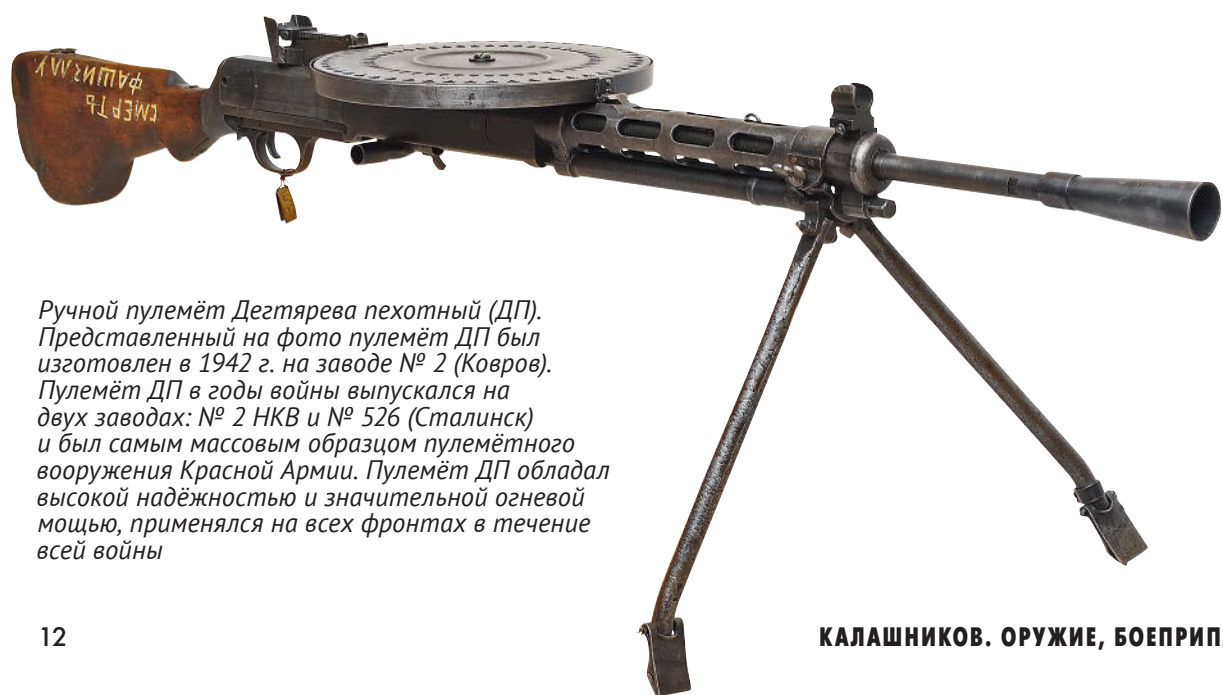 СМЕРТЬ
ФАШИЗМУ
Ручной пулемёт Дегтярева пехотный (ДП).
Представленный на фото пулемёт ДП был
изготовлен в 1942 г. на заводе № 2 (Ковров).
Пулемёт ДП в годы войны выпускался на
двух заводах: № 2 НКВ и № 526 (Сталинск)
и был самым массовым образцом пулемётного
вооружения Красной Армии. Пулемёт ДП обладал
высокой надёжностью и значительной огневой
мощью, применялся на всех фронтах в течение
всей войны
12
КАЛАШНИКОВ. ОРУЖИЕ, БОЕПРИП